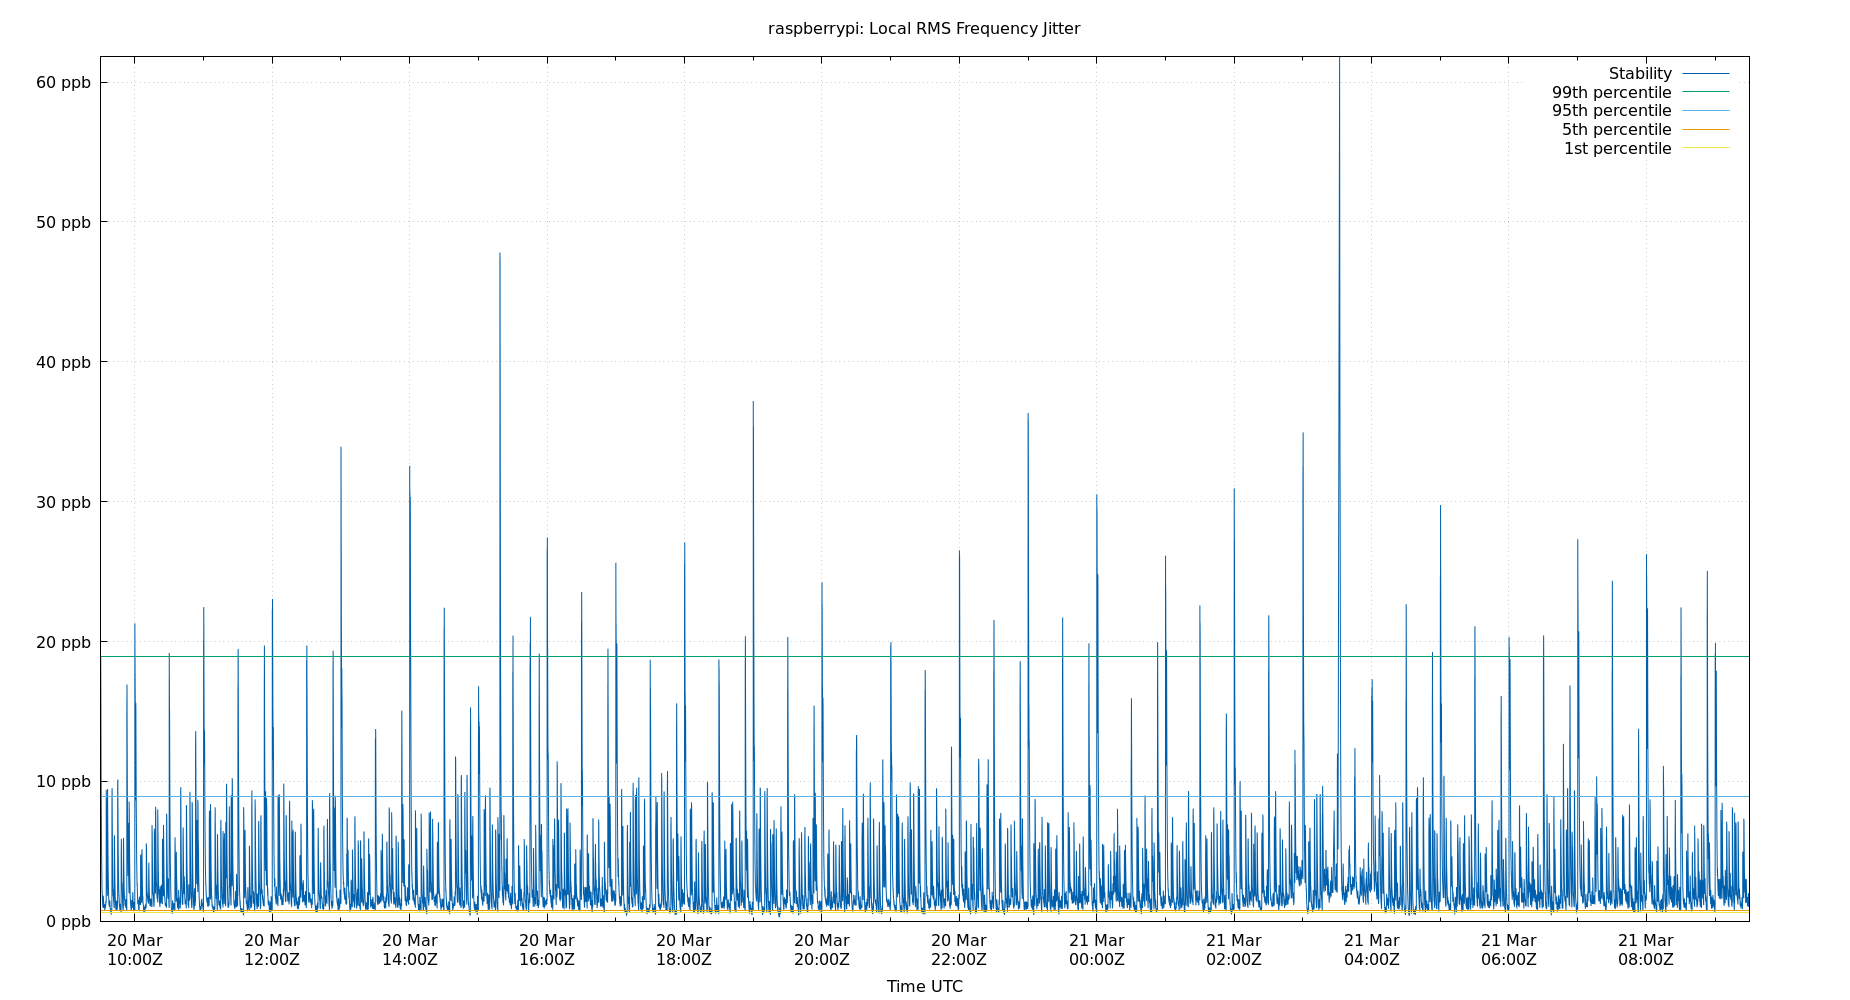 raspberrypi: Local RMS Frequency Jitter
Stability
99th percentile
95th percentile
5th percentile
1st percentile
60 ppb
50 ppb
40 ppb
30 ppb
20 ppb
10 ppb
0 ppb
20 Mar 20 Mar 20 Mar 20 Mar 20 Mar 20 Mar 20 Mar 21 Mar 21 Mar 21 Mar 21 Mar 21 Mar
10:00Z 12:00Z 14:00Z 16:00Z 18:00Z 20:00Z 22:00Z 00:00Z 02:00Z 04:00Z 06:00Z 08:00Z
Time UTC